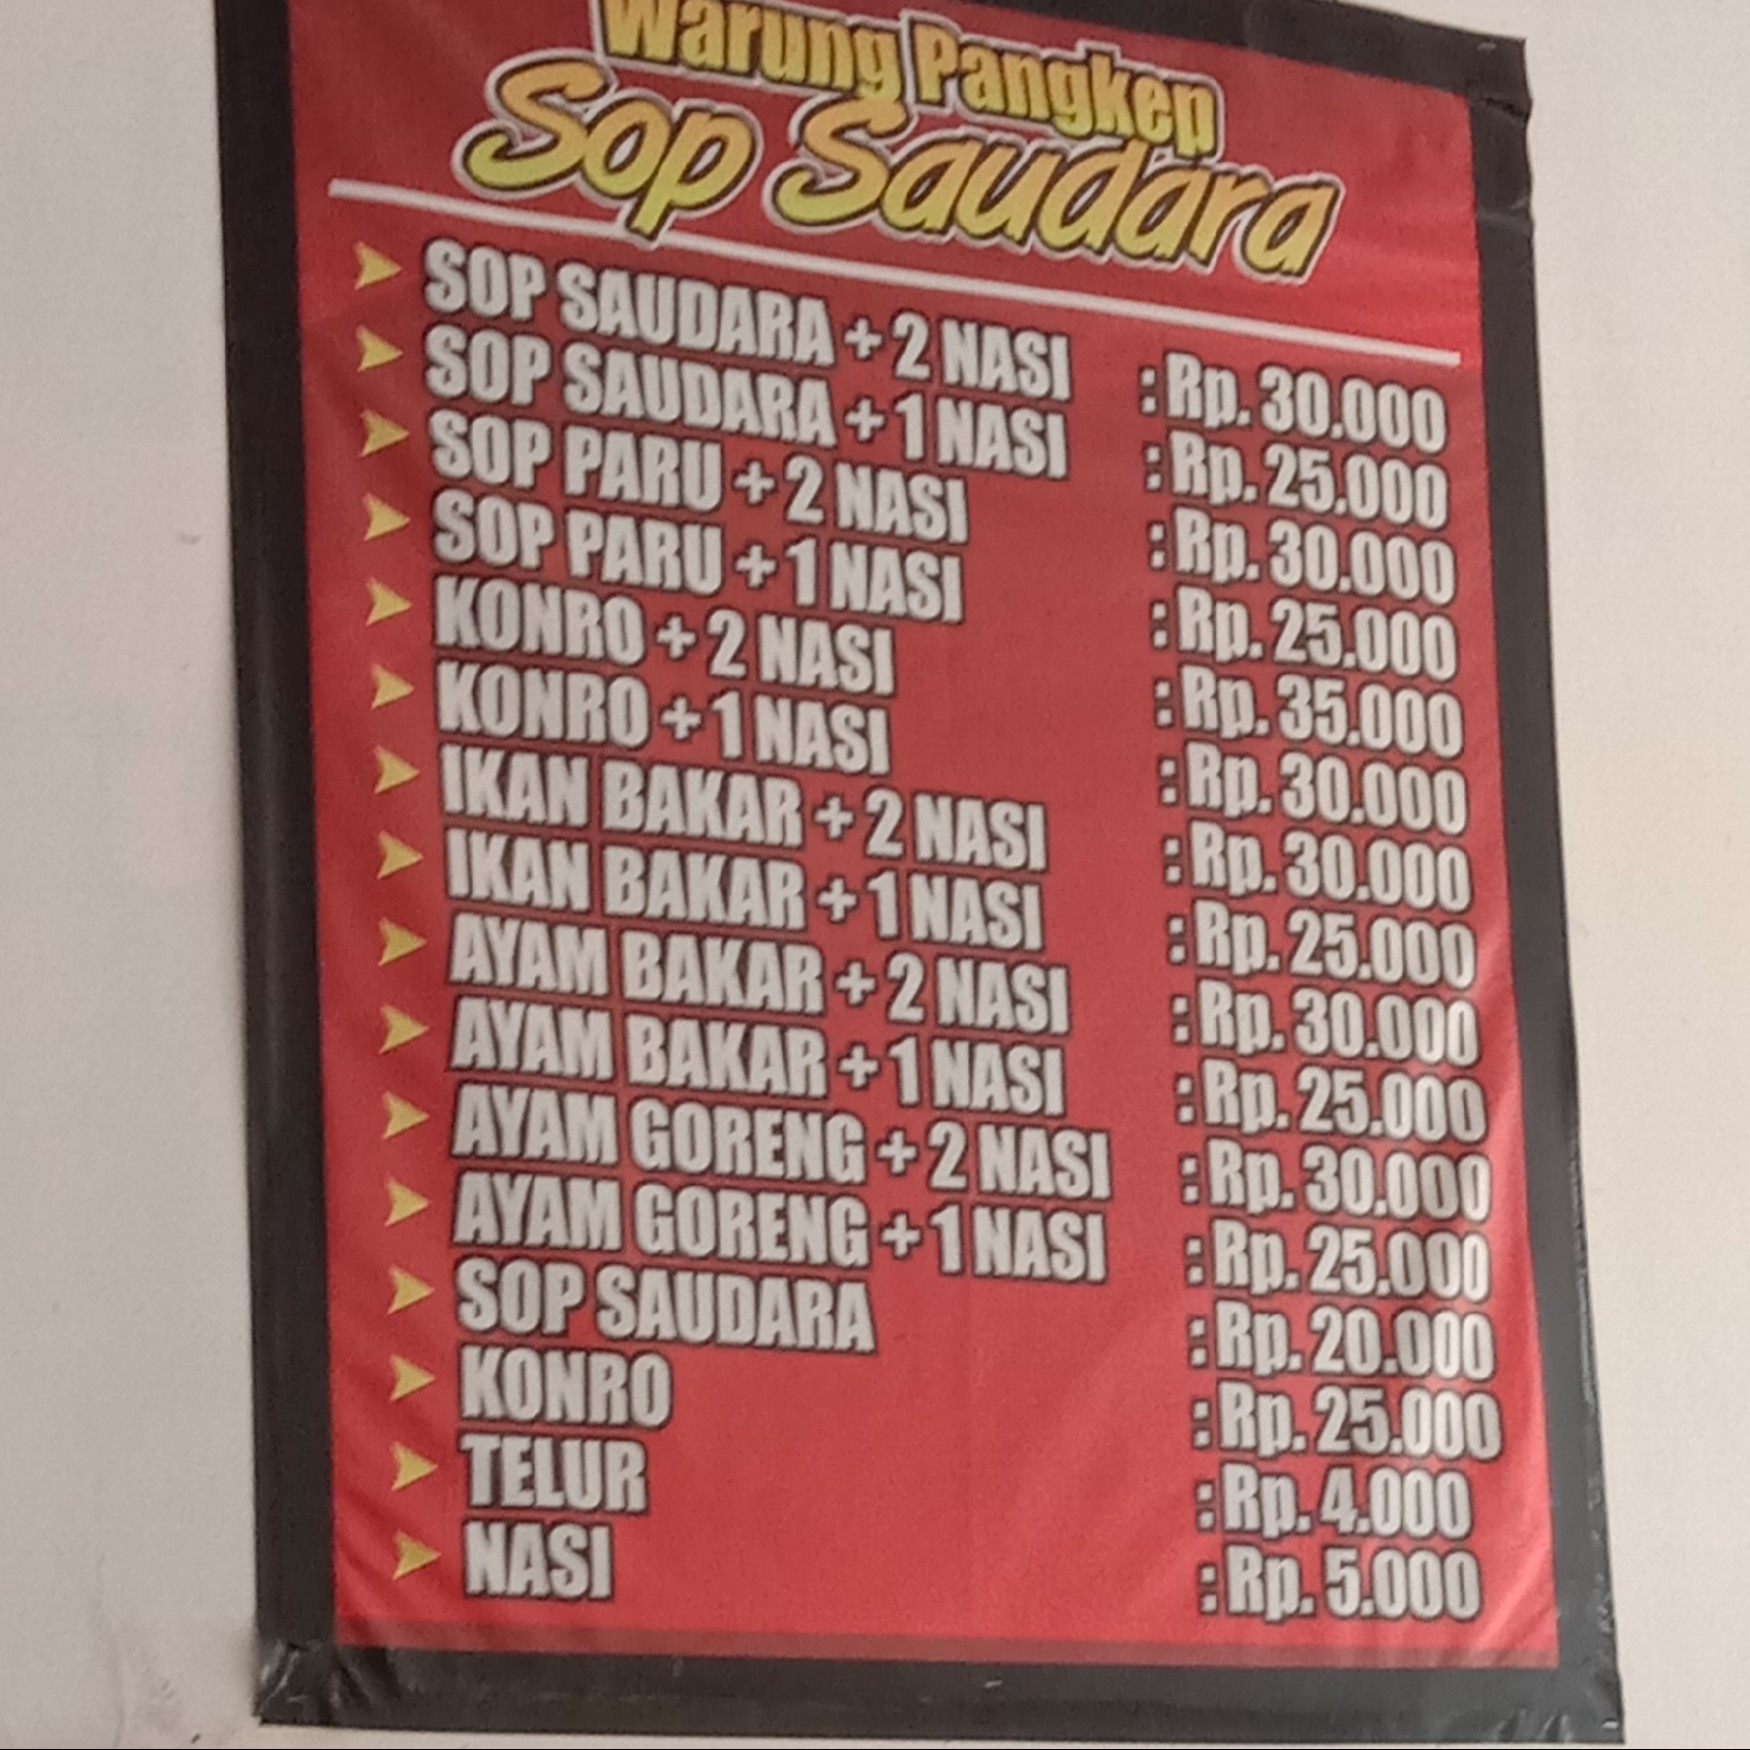 Warung Pangkep
Sop Saudara
SOP SAUDARA + 2 NASI : Rp. 30.000
SOP SAUDARA + 1 NASI : Rp. 25.000
SOP PARU + 2 NASI : Rp. 30.000
SOP PARU + 1 NASI : Rp. 25.000
KONRO + 2 NASI : Rp. 35.000
KONRO + 1 NASI : Rp. 30.000
IKAN BAKAR + 2 NASI : Rp. 30.000
IKAN BAKAR + 1 NASI : Rp. 25.000
AYAM BAKAR + 2 NASI : Rp. 30.000
AYAM BAKAR + 1 NASI : Rp. 25.000
AYAM GORENG + 2 NASI : Rp. 30.000
AYAM GORENG + 1 NASI : Rp. 25.000
SOP SAUDARA : Rp. 20.000
KONRO : Rp. 25.000
TELUR : Rp. 4.000
NASI : Rp. 5.000